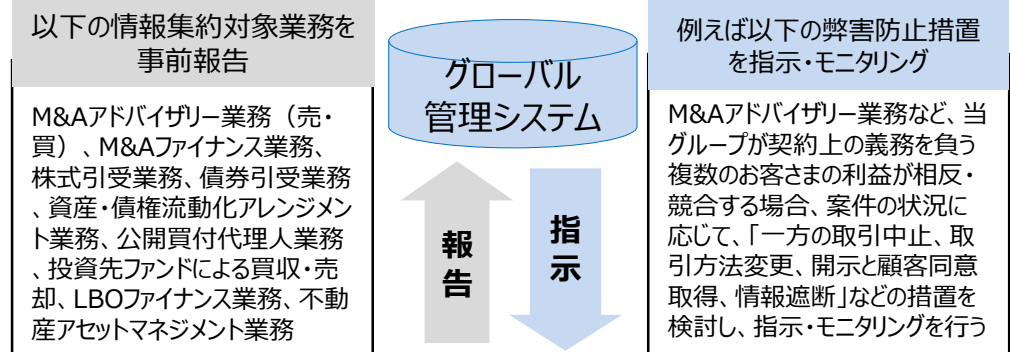 以下の情報集約対象業務を
事前報告
M&Aアドバイザリー業務（売・
買）、M&Aファイナンス業務、
株式引受業務、債券引受業務
、資産・債権流動化アレンジメン
ト業務、公開買付代理人業務
、投資先ファンドによる買収・売
却、LBOファイナンス業務、不動
産アセットマネジメント業務
グローバル
管理システム
報
告
指
示
例えば以下の弊害防止措置
を指示・モニタリング
M&Aアドバイザリー業務など、当
グループが契約上の義務を負う
複数のお客さまの利益が相反・
競合する場合、案件の状況に
応じて、「一方の取引中止、取
引方法変更、開示と顧客同意
取得、情報遮断」などの措置を
検討し、指示・モニタリングを行う